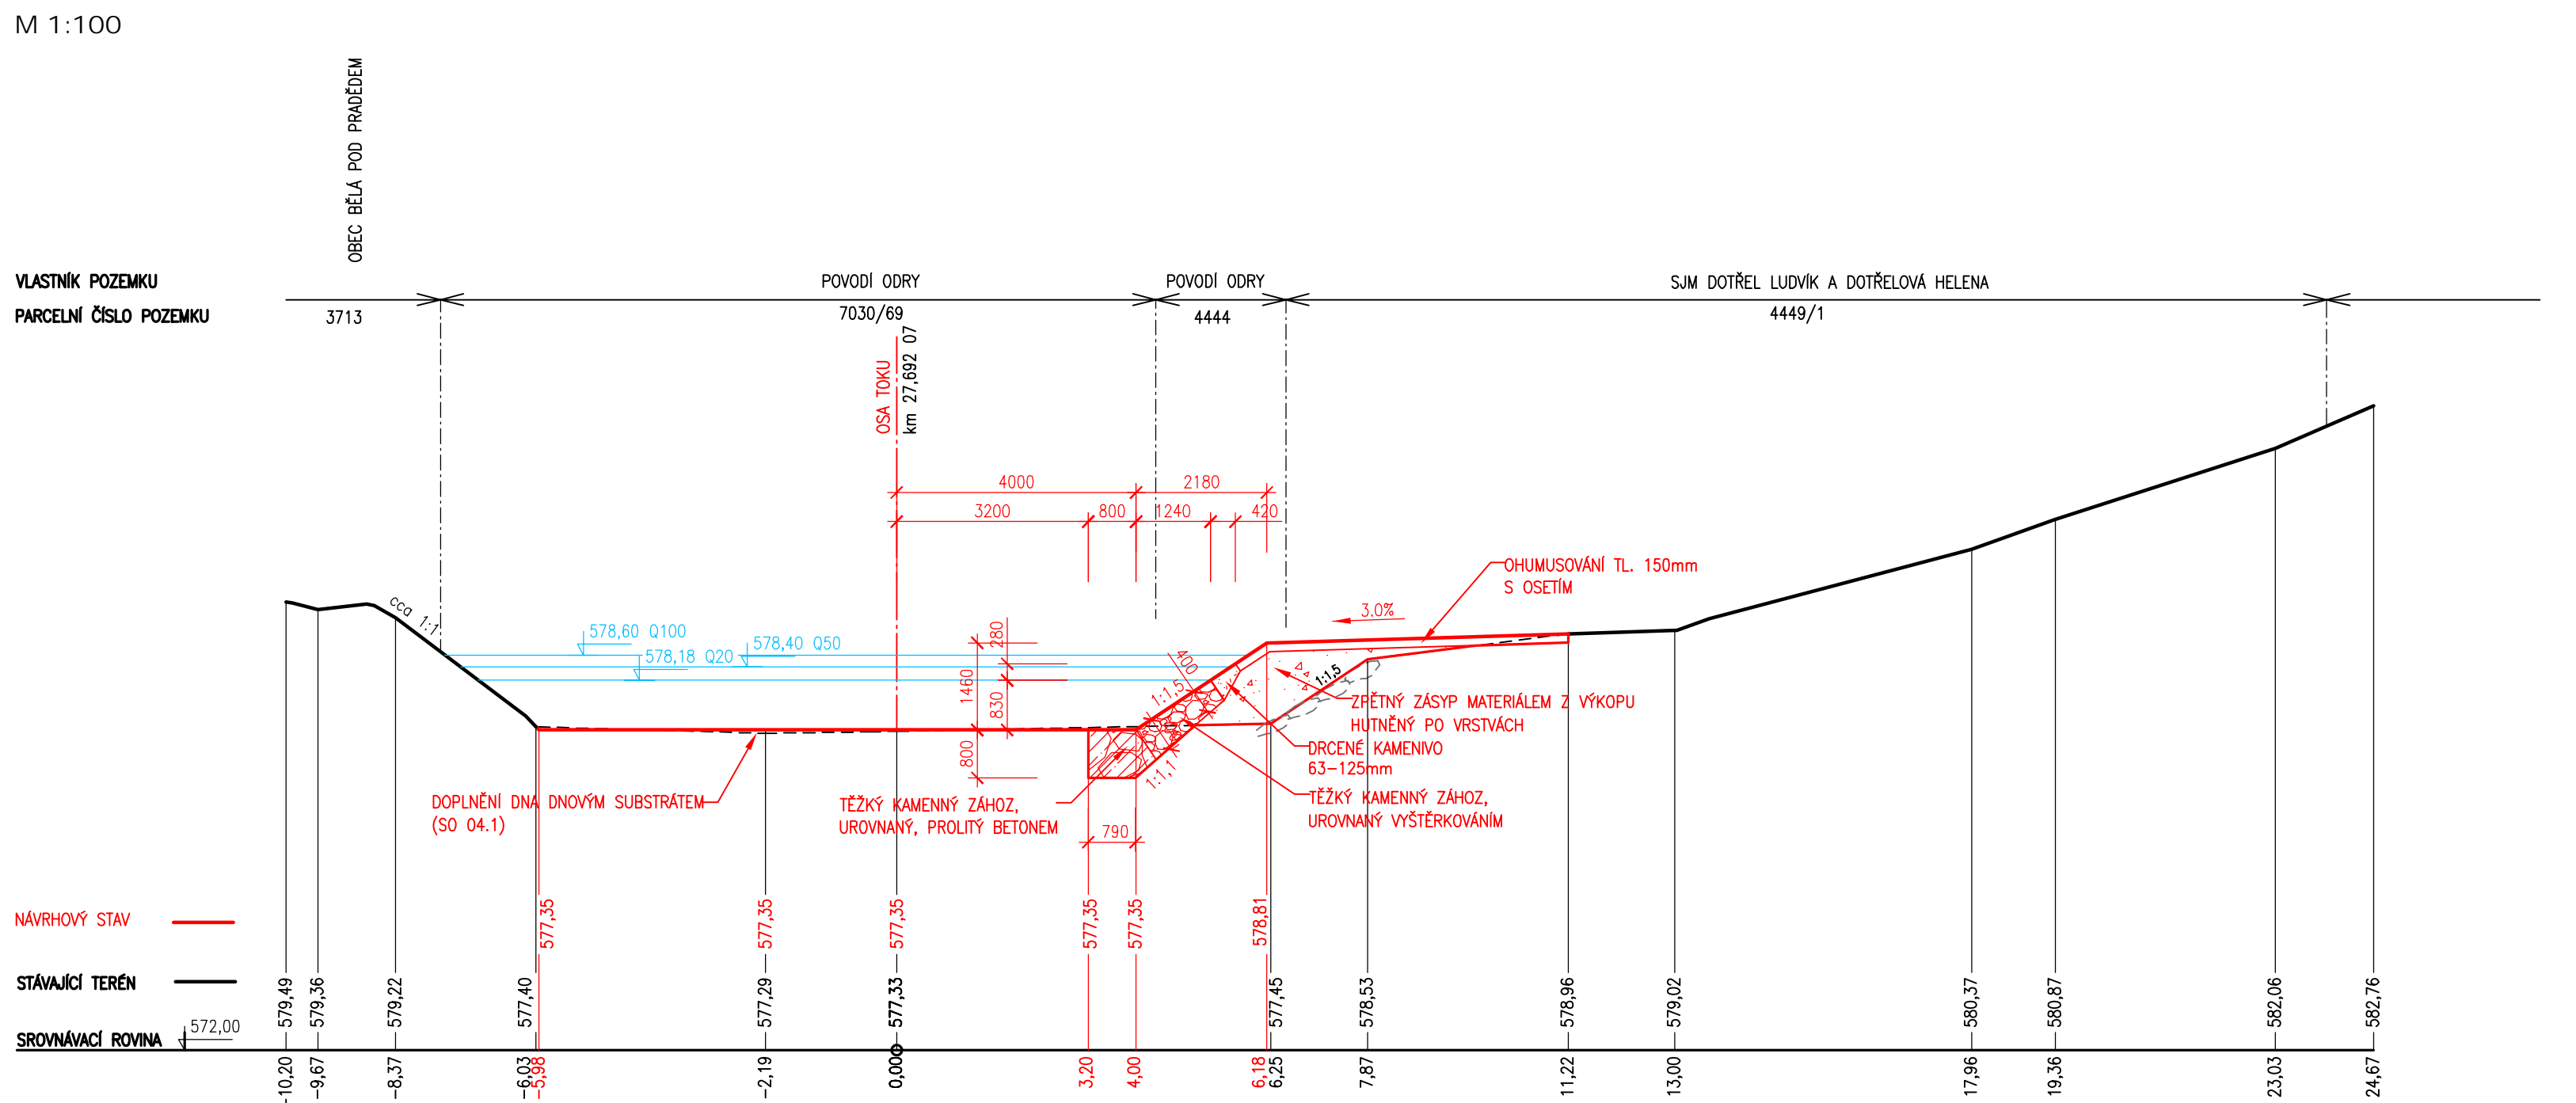 M 1:100
OBEC BĚLÁ POD PRADĚDEM
VLASTNÍK POZEMKU
POVODÍ ODRY
POVODÍ ODRY
SJM DOTŘEL LUDVÍK A DOTŘELOVÁ HELENA
PARCELNÍ ČÍSLO POZEMKU
3713
7030/69
4444
4449/1
OSA TOKU
km 27,692 07
4000
2180
3200
800
1240
420
OHUMUSOVÁNÍ TL. 150mm
S OSETÍM
3.0%
cca 1:1
578,60 Q100
578,40 Q50
578,18 Q20
280
1460
830
800
400
1:1,5
1:1,5
1:1,1
ZPĚTNÝ ZÁSYP MATERIÁLEM Z VÝKOPU
HUTNĚNÝ PO VRSTVÁCH
DRCENÉ KAMENIVO
63-125mm
DOPLNĚNÍ DNA DNOVÝM SUBSTRÁTEM
(SO 04.1)
TĚŽKÝ KAMENNÝ ZÁHOZ,
UROVNANÝ, PROLITÝ BETONEM
TĚŽKÝ KAMENNÝ ZÁHOZ,
UROVNANÝ VYŠTĚRKOVÁNÍM
790
NÁVRHOVÝ STAV
577,35
577,35
577,35
577,35
577,35
578,81
STÁVAJÍCÍ TERÉN
579,49
579,36
579,22
577,40
577,29
577,33
577,45
578,53
578,96
579,02
580,37
580,87
582,06
582,76
SROVNÁVACÍ ROVINA
572,00
-10,20
-9,67
-8,37
-6,03
-5,98
-2,19
0,00
3,20
4,00
6,18
6,25
7,87
11,22
13,00
17,96
19,36
23,03
24,67